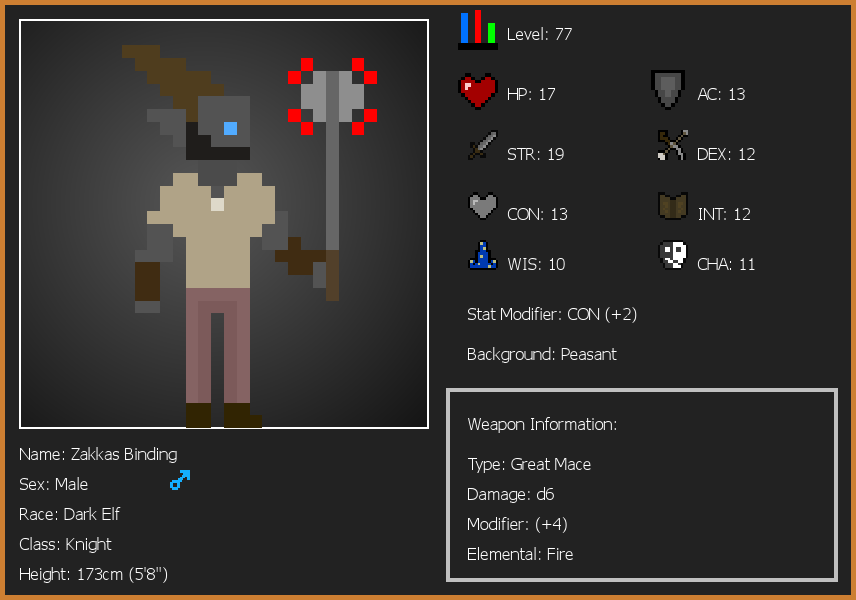 Level: 77
HP: 17
AC: 13
STR: 19
DEX: 12
CON: 13
INT: 12
WIS: 10
CHA: 11
Stat Modifier: CON (+2)
Background: Peasant
Weapon Information:
Type: Great Mace
Damage: d6
Modifier: (+4)
Elemental: Fire
Name: Zakkas Binding
Sex: Male
Race: Dark Elf
Class: Knight
Height: 173cm (5'8")